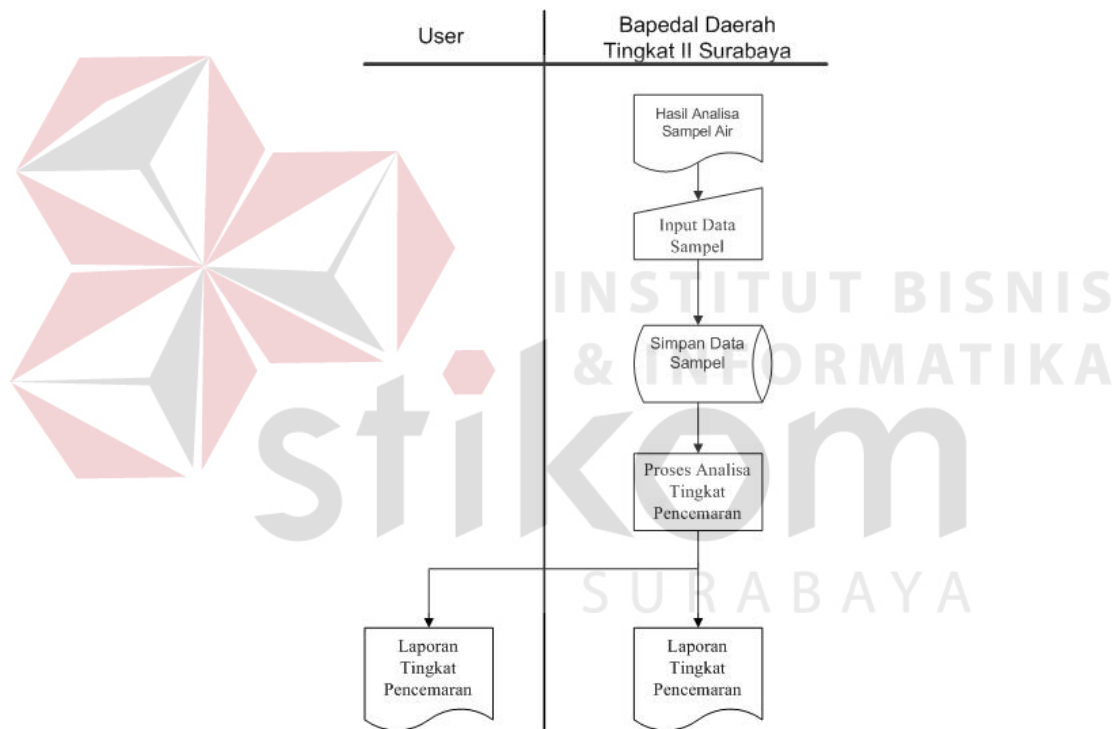 User
Bapedal Daerah
Tingkat II Surabaya
Hasil Analisa
Sampel Air
Input Data
Sampel
INSTITUT BISNIS
& INFORMATIKA
stikom
SURABAYA
Simpan Data
Sampel
Proses Analisa
Tingkat
Pencemaran
Laporan
Tingkat
Pencemaran
Laporan
Tingkat
Pencemaran